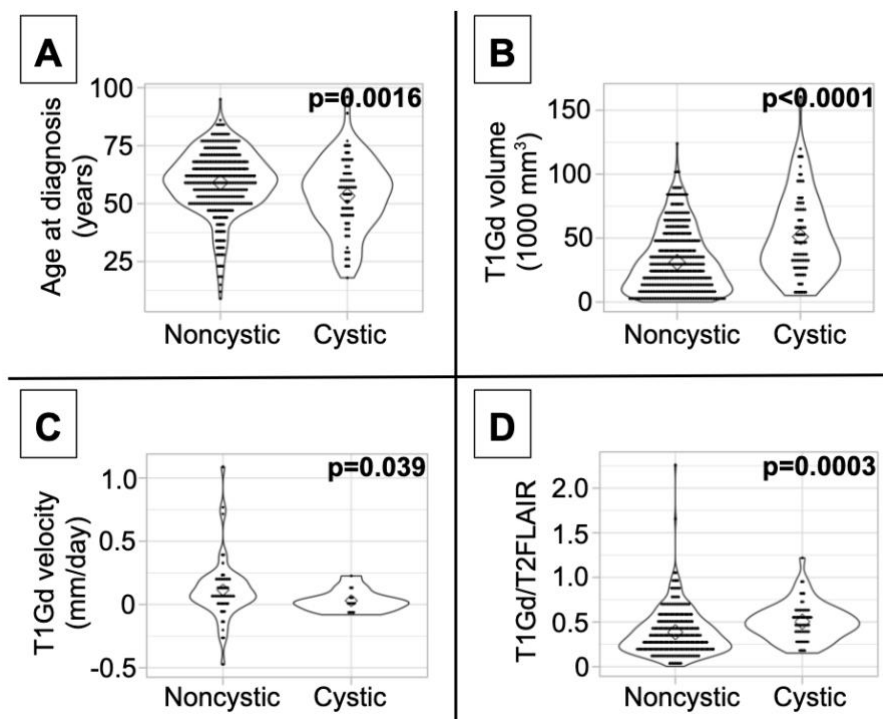 A
p=0.0016
Age at diagnosis
(years)
100
75
50
25
Noncystic Cystic
B
p<0.0001
T1Gd volume
(1000 mm³)
150
100
50
0
Noncystic Cystic
C
p=0.039
T1Gd velocity
(mm/day)
1.0
0.5
0
-0.5
Noncystic Cystic
D
p=0.0003
T1Gd/T2FLAIR
2.0
1.5
1.0
0.5
0
Noncystic Cystic